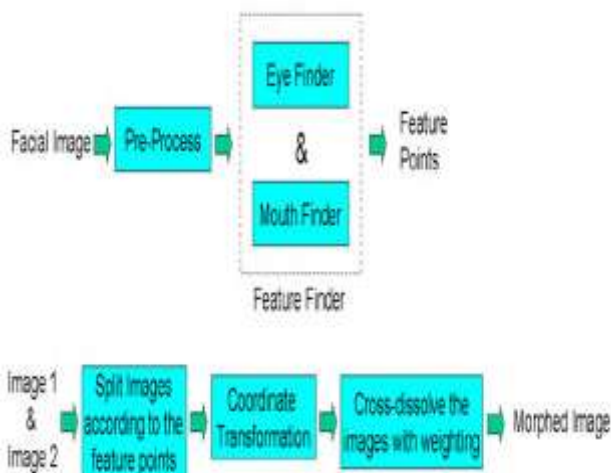 Facial Image
Pre-Process
Eye Finder
&
Mouth Finder
Feature
Points
Feature Finder
Image 1
&
Image 2
Split Images
according to the
feature points
Coordinate
Transformation
Cross-dissolve the
images with weighting
Morphed Image